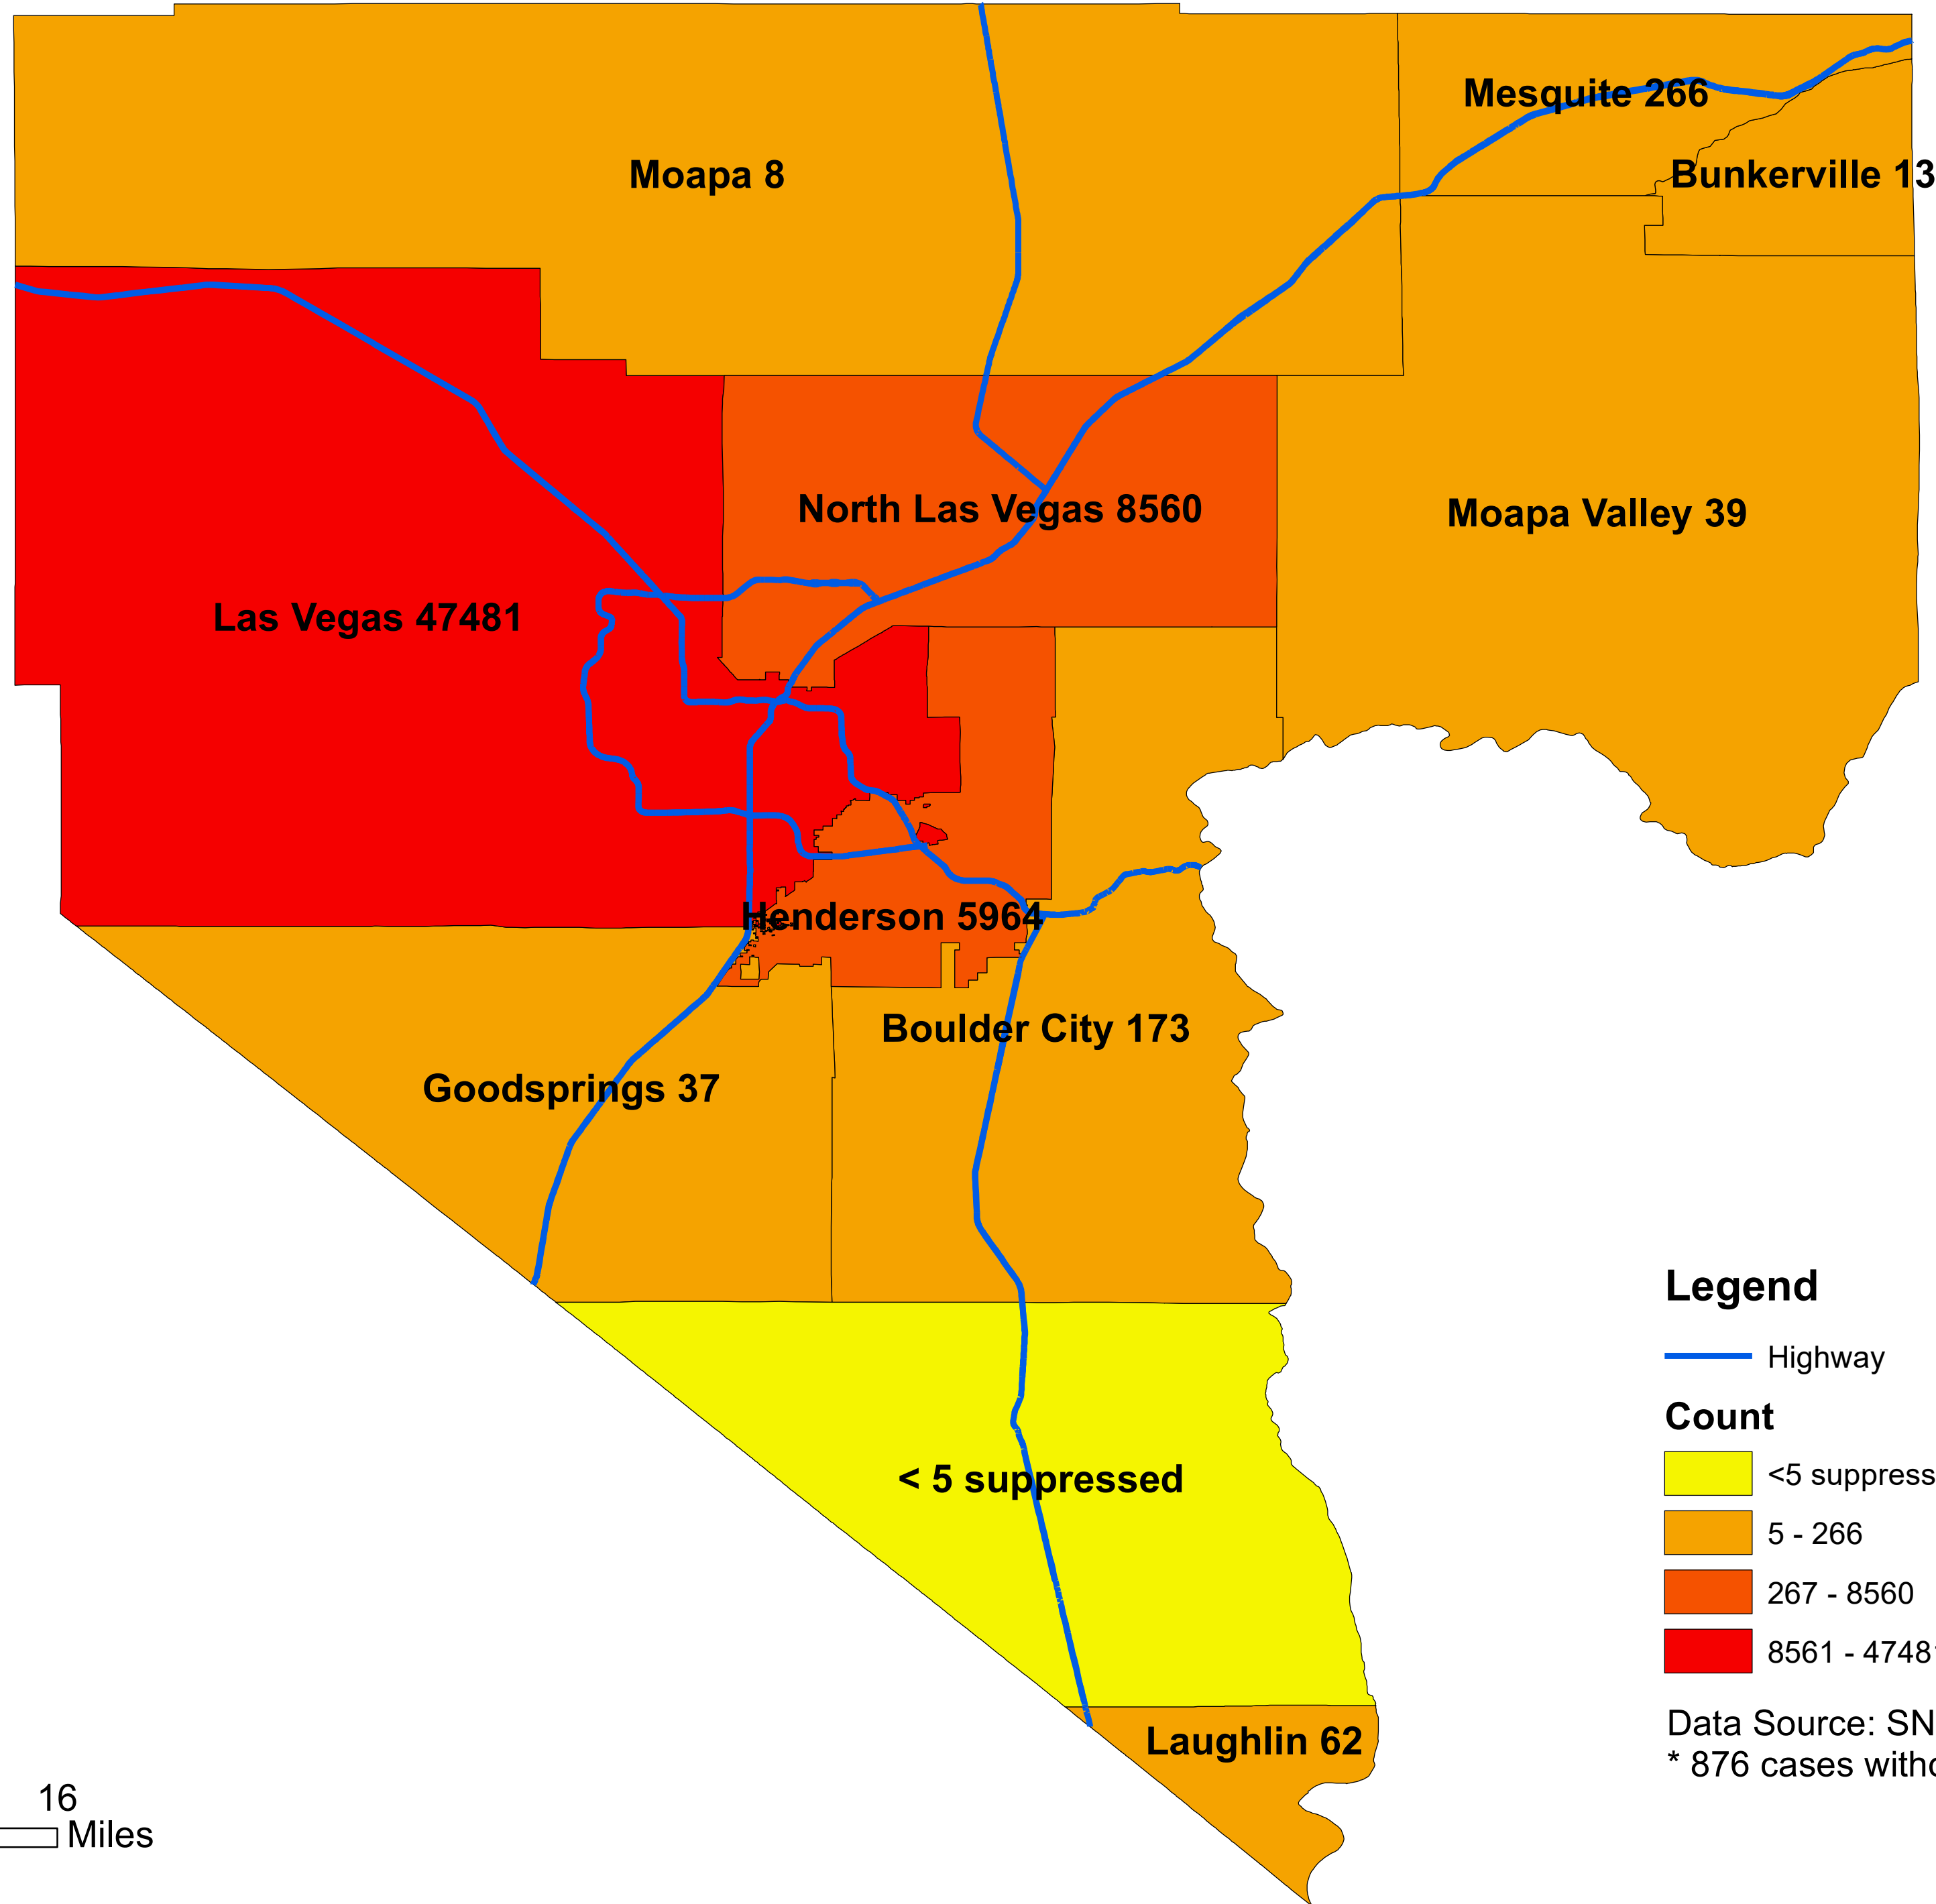 Mesquite 266
Moapa 8
Bunkerville 13
North Las Vegas 8560
Moapa Valley 39
Las Vegas 47481
Henderson 5964
Boulder City 173
Goodsprings 37
< 5 suppressed
Laughlin 62
Legend
Highway
Count
<5 suppress
5 - 266
267 - 8560
8561 - 47481
Data Source: SN
* 876 cases witho
16
Miles